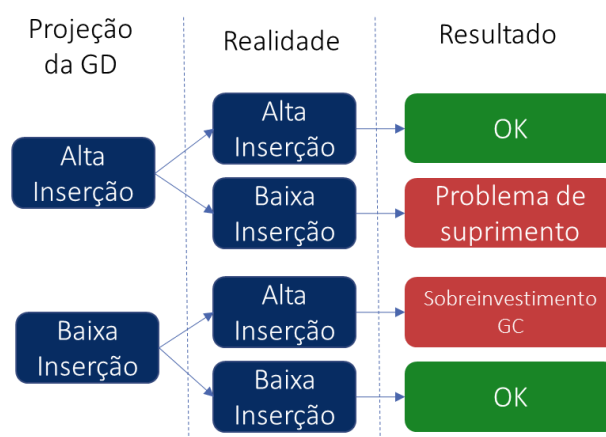 Projeção
da GD
Realidade
Resultado
Alta
Inserção
Alta
Inserção
OK
Baixa
Inserção
Problema de
suprimento
Baixa
Inserção
Alta
Inserção
Sobreinvestimento
GC
Baixa
Inserção
OK